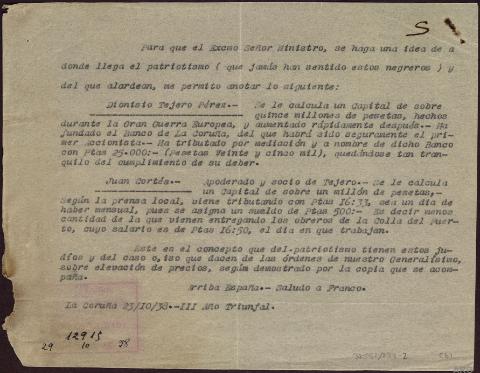 S
Para que el Excmo Señor Ministro, se haga una idea de a
donde llega el patriotismo ( que jamás han sentido estos negreros ) y
del que alardean, me permito anotar lo siguiente:
Dionisio Tejero Pérez.-- Se le calcula un Capital de sobre
quince millones de pesetas, hechos
durante la Gran Guerra Europea, y aumentado rápidamente después.-- Ha
fundado el Banco de La Coruña, del que habrá sido seguramente el pri-
mer Accionista.-- Ha tributado por mediación y a nombre de dicho Banco
con Ptas 25.000:-- (Pesetas Veinte y cinco mil), quedándose tan tran-
quilo del cumplimiento de su deber.
Juan Cortés.-- Apoderado y socio de Tejero.-- Se le calcula
un Capital de sobre un millón de pesetas.--
Según la prensa local, viene tributando con Ptas 16:33, sea un día de
haber mensual, pues se asigna un sueldo de Ptas 500:-- Es decir menos
cantidad de la que vienen entregando los obreros de la Colla del Puer-
to, cuyo salario es de Ptas 16:50, el día en que trabajan.
Este es el concepto que del patriotismo tienen estos ju-
díos y del caso o,iso que dacen de las órdenes de nuestro Generalísimo,
sobre elevación de precios, según demostrado por la copia que se acom-
paña.
Arriba España.-- Saludo a Franco.
La Coruña 23/10/38.--III Año Triunfal.
12915
29 10 38